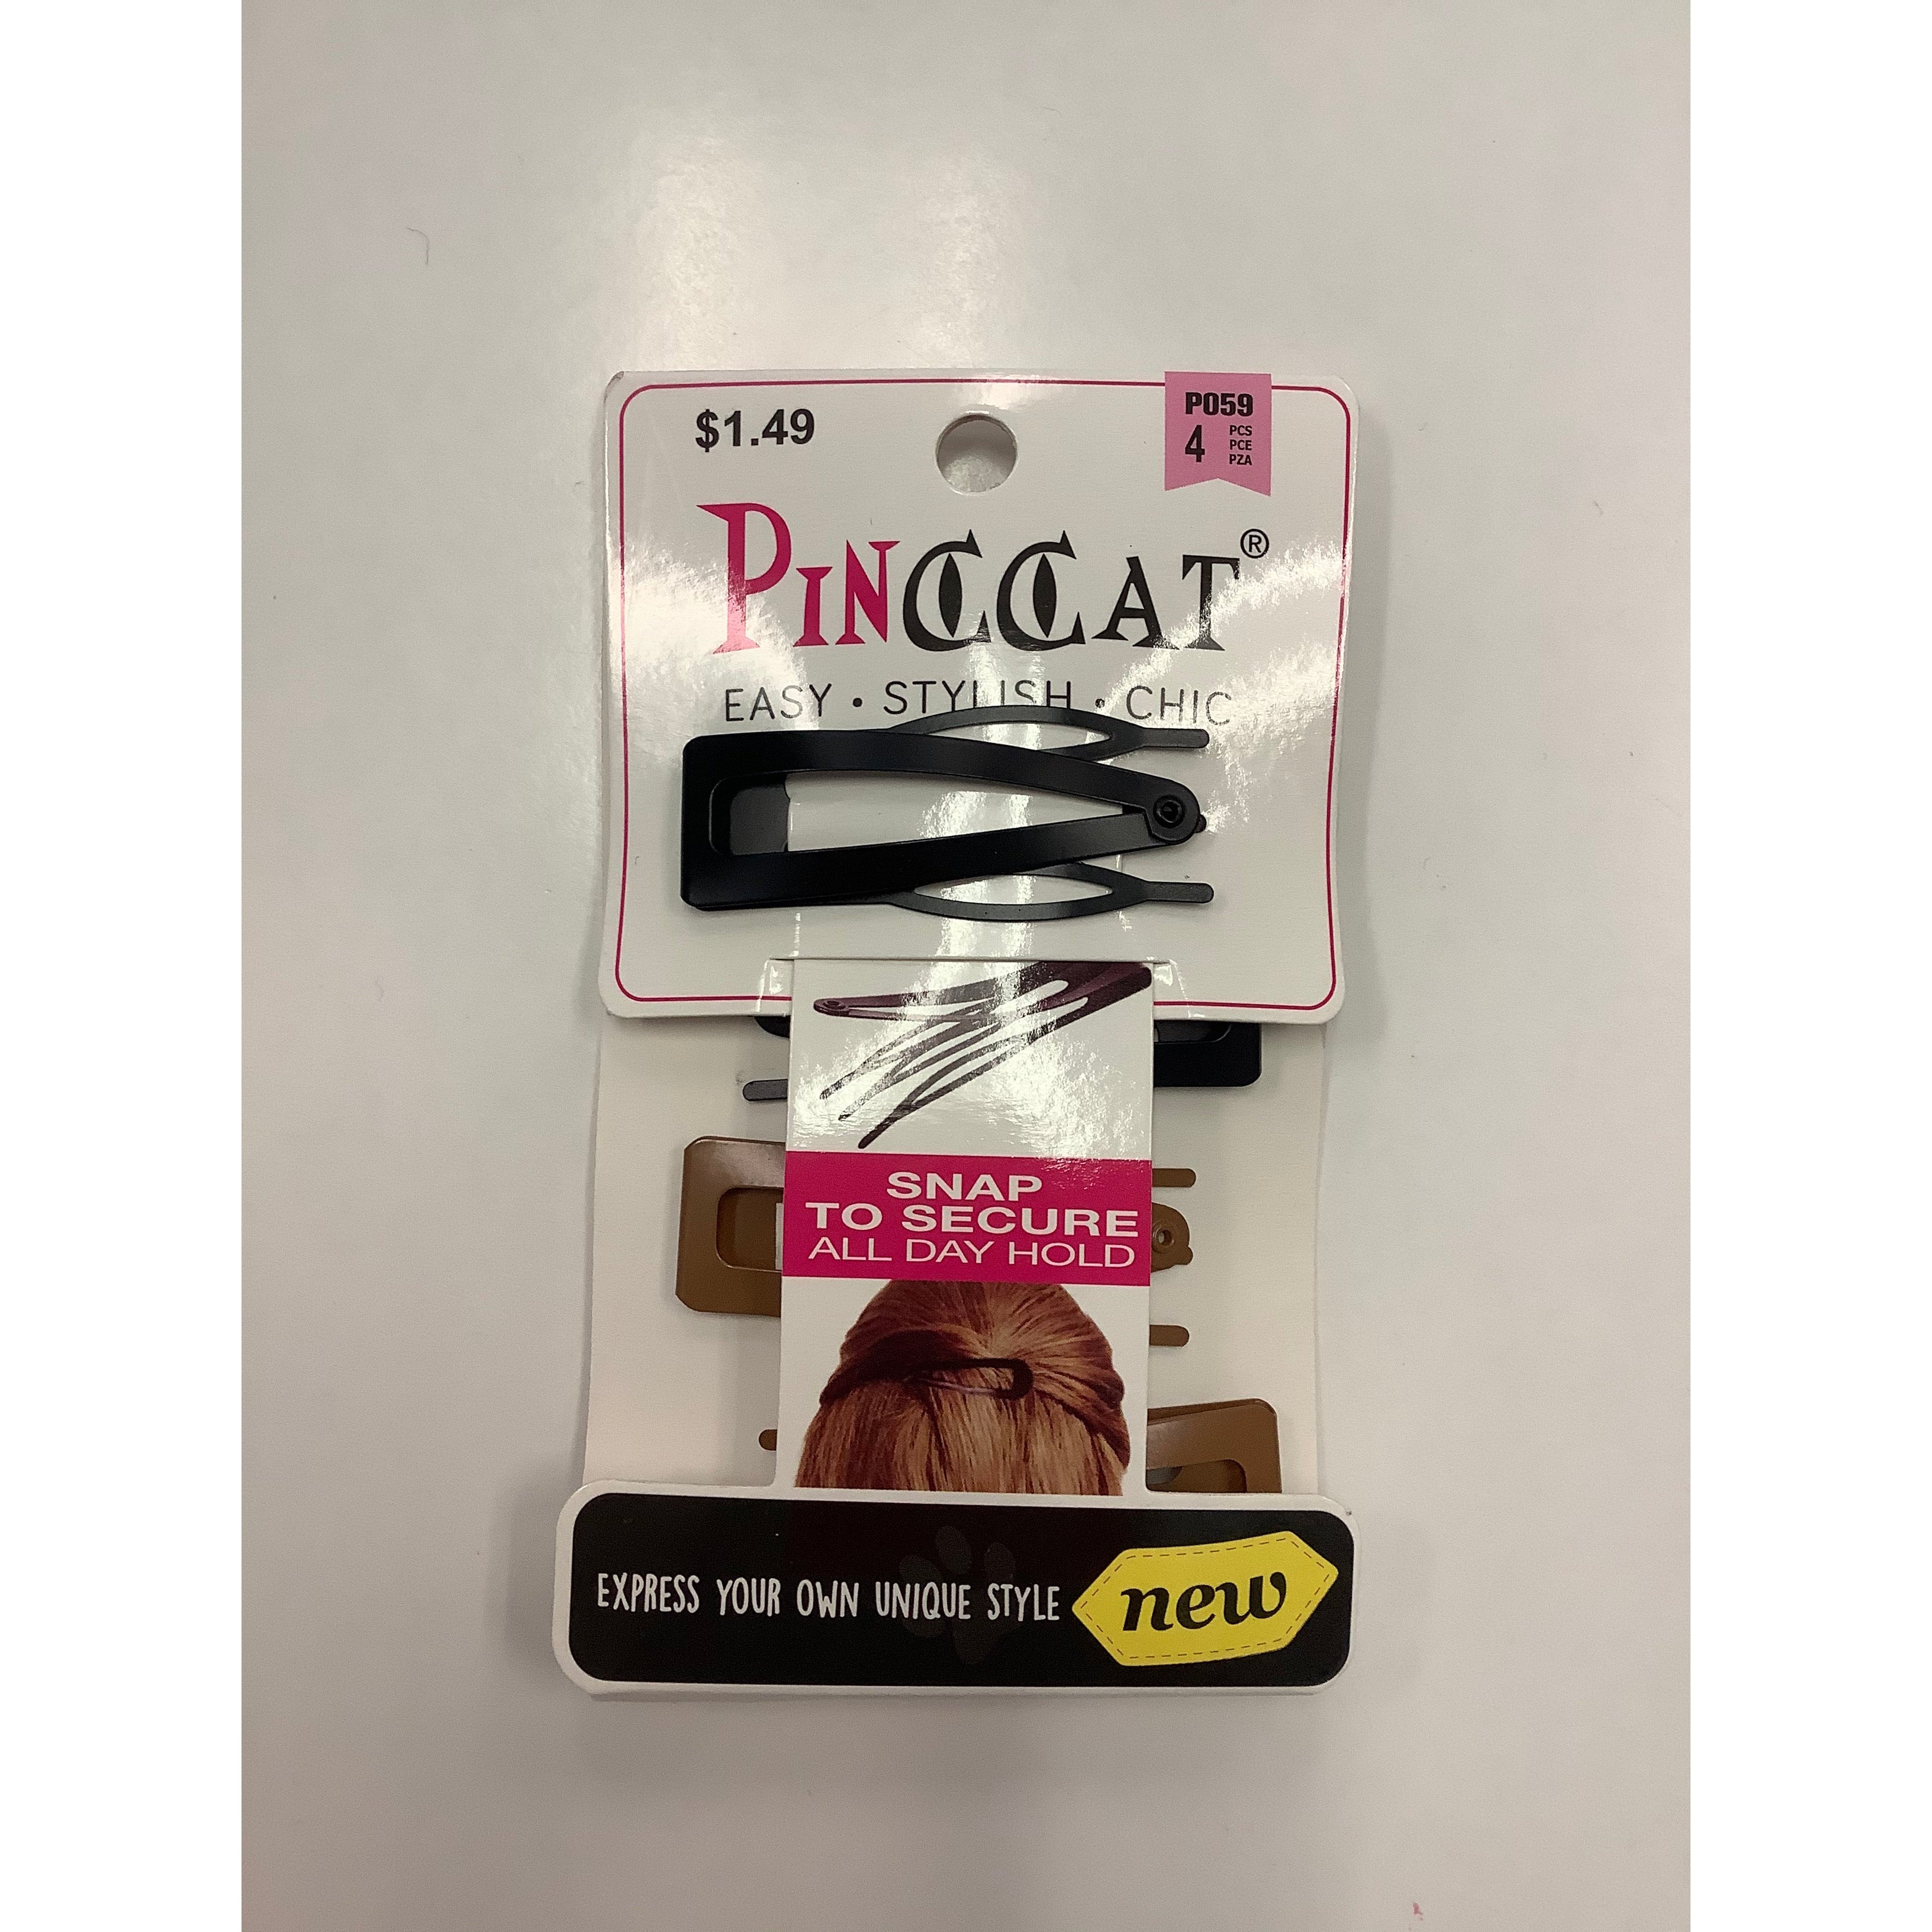 $1.49
P059
4 PCS
PCE
PZA
PINCCAT®
EASY • STYLISH • CHIC
SNAP
TO SECURE
ALL DAY HOLD
EXPRESS YOUR OWN UNIQUE STYLE new